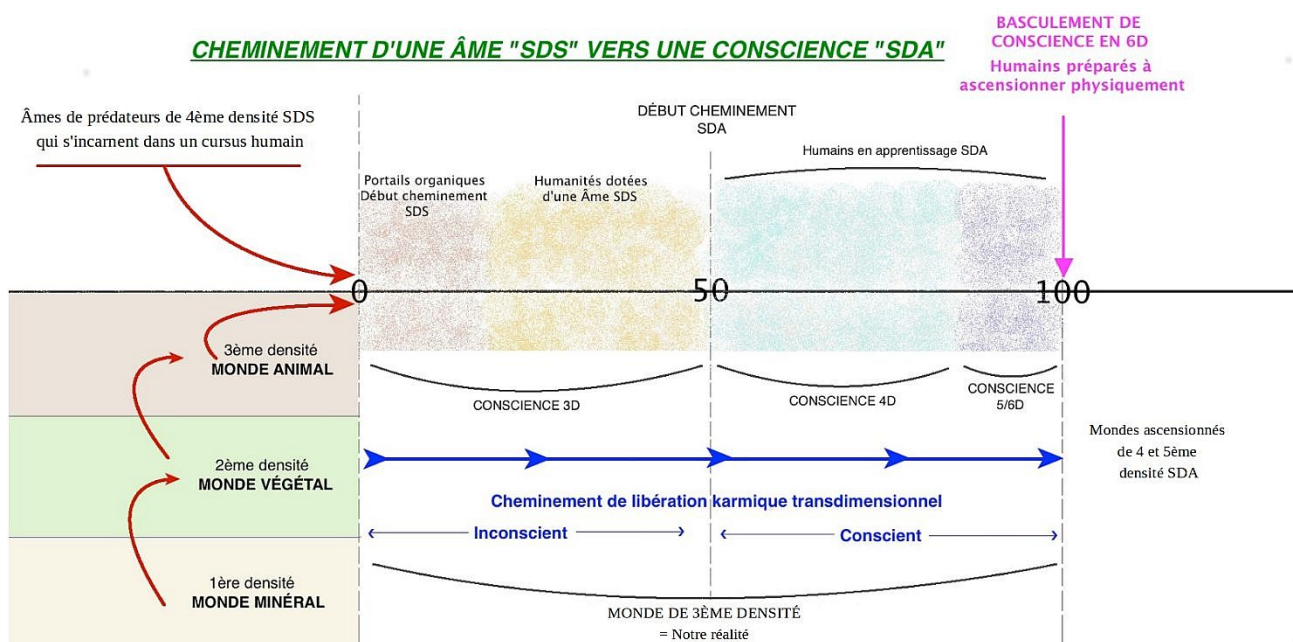 CHEMINEMENT D'UNE ÂME "SDS" VERS UNE CONSCIENCE "SDA"
BASCULEMENT DE
CONSCIENCE EN 6D
Humains préparés à
ascensionner physiquement
Âmes de prédateurs de 4ème densité SDS
qui s'incarnent dans un cursus humain
DÉBUT CHEMINEMENT
SDA
Humains en apprentissage SDA
Portails organiques
Début cheminement
SDS
Humanités dotées
d'une Âme SDS
0
50
100
3ème densité
MONDE ANIMAL
CONSCIENCE 3D
CONSCIENCE 4D
CONSCIENCE
5/6D
Mondes ascensionnés
de 4 et 5ème
densité SDA
2ème densité
MONDE VÉGÉTAL
Cheminement de libération karmique transdimensionnel
Inconscient
Conscient
1ère densité
MONDE MINÉRAL
MONDE DE 3ÈME DENSITÉ
= Notre réalité